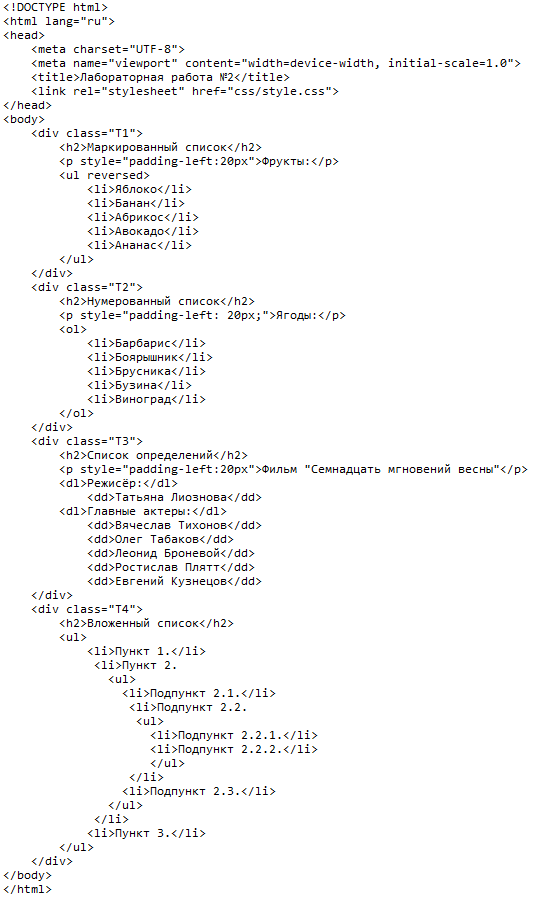 <!DOCTYPE html>
<html lang="ru">
<head>
    <meta charset="UTF-8">
    <meta name="viewport" content="width=device-width, initial-scale=1.0">
    <title>Лабораторная работа №2</title>
    <link rel="stylesheet" href="css/style.css">
</head>
<body>
    <div class="T1">
        <h2>Маркированный список</h2>
        <p style="padding-left:20px">Фрукты:</p>
        <ul reversed>
            <li>Яблоко</li>
            <li>Банан</li>
            <li>Абрикос</li>
            <li>Авокадо</li>
            <li>Ананас</li>
        </ul>
    </div>
    <div class="T2">
        <h2>Нумерованный список</h2>
        <p style="padding-left: 20px;">Ягоды:</p>
        <ol>
            <li>Барбарис</li>
            <li>Боярышник</li>
            <li>Брусника</li>
            <li>Бузина</li>
            <li>Виноград</li>
        </ol>
    </div>
    <div class="T3">
        <h2>Список определений</h2>
        <p style="padding-left:20px">Фильм "Семнадцать мгновений весны"</p>
        <dl>Режисёр:</dl>
            <dd>Татьяна Лиознова</dd>
        <dl>Главные актеры:</dl>
            <dd>Вячеслав Тихонов</dd>
            <dd>Олег Табаков</dd>
            <dd>Леонид Броневой</dd>
            <dd>Ростислав Плятт</dd>
            <dd>Евгений Кузнецов</dd>
    </div>
    <div class="T4">
        <h2>Вложенный список</h2>
        <ul>
            <li>Пункт 1.</li>
             <li>Пункт 2.
               <ul>
                 <li>Подпункт 2.1.</li>
                  <li>Подпункт 2.2.
                   <ul>
                     <li>Подпункт 2.2.1.</li>
                     <li>Подпункт 2.2.2.</li>
                     </ul>
                  </li>
                 <li>Подпункт 2.3.</li>
               </ul>
             </li>
            <li>Пункт 3.</li>
        </ul>
    </div>
</body>
</html>